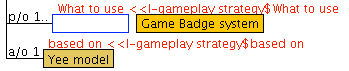 What to use <<I-gameplay strategy$What to use
p/o 1..
Game Badge system
based on <<I-gameplay strategy$based on
a/o 1
Yee model